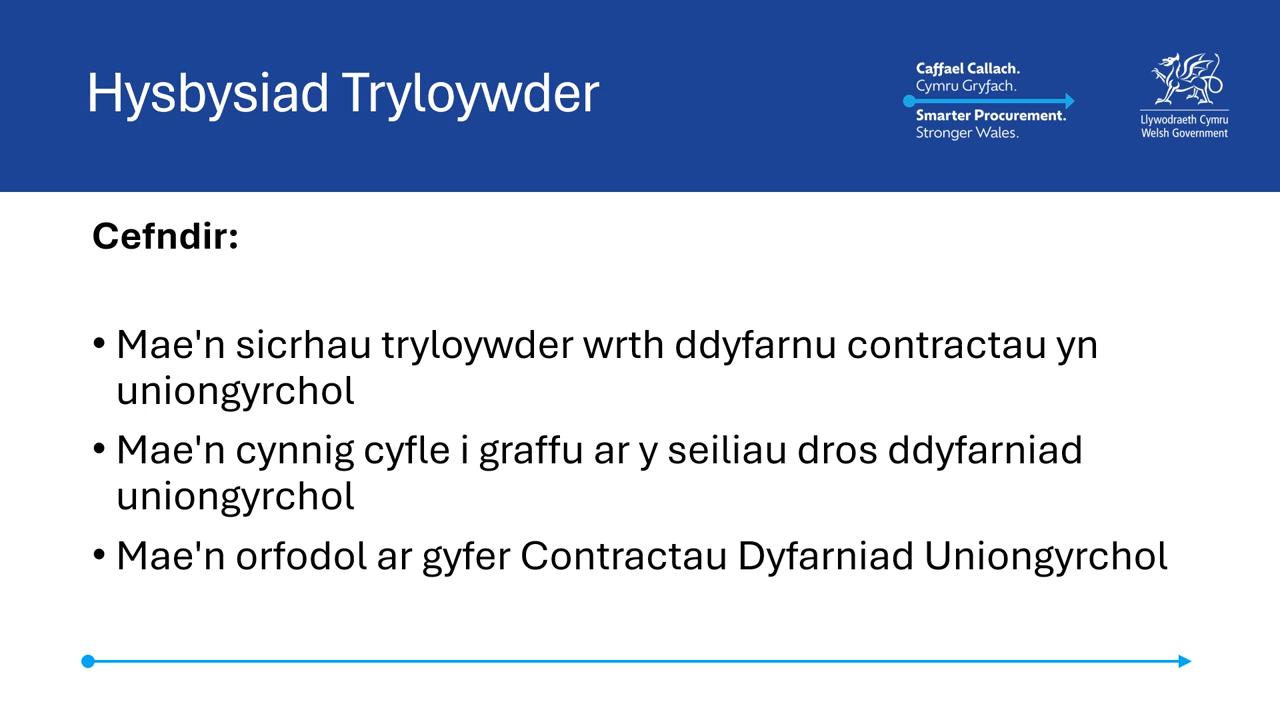 Hysbysiad Tryloywder
Caffael Callach.
Cymru Gryfach.
Smarter Procurement.
Stronger Wales.
Llywodraeth Cymru
Welsh Government
Cefndir:
• Mae'n sicrhau tryloywder wrth ddyfarnu contractau yn
uniongyrchol
• Mae'n cynnig cyfle i graffu ar y seiliau dros ddyfarniad
uniongyrchol
• Mae'n orfodol ar gyfer Contractau Dyfarniad Uniongyrchol